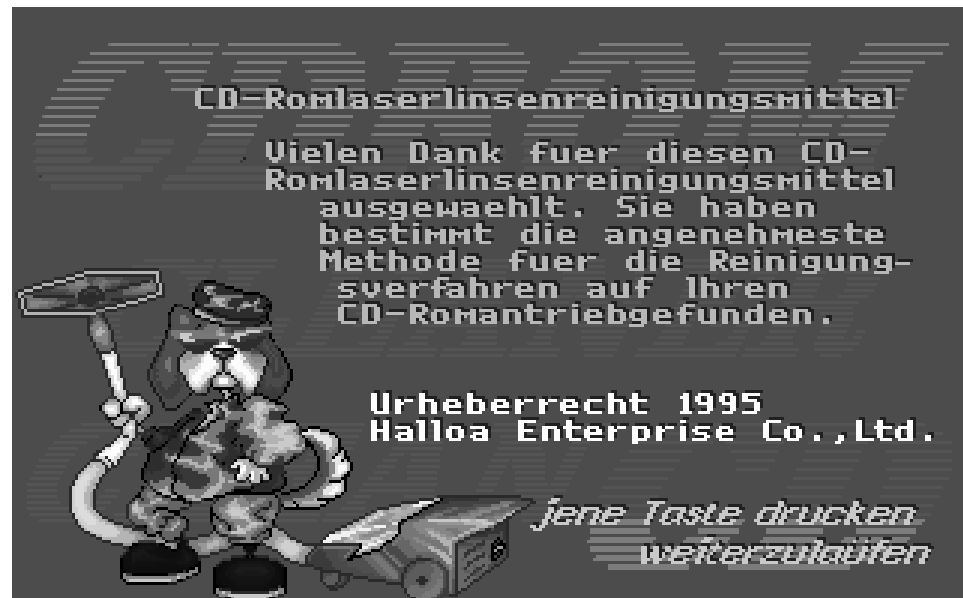 CD-Romlaserlinsenreinigungsmittel
Vielen Dank fuer diesen CD-
Romlaserlinsenreinigungsmittel
ausgewaehlt. Sie haben
bestimmt die angenehmeste
Methode fuer die Reinigung-
sverfahren auf Ihren
CD-Romantriebgefunden.
Urheberrecht 1995
Halloa Enterprise Co.,Ltd.
jene Taste drucken
weiterzulaüfen